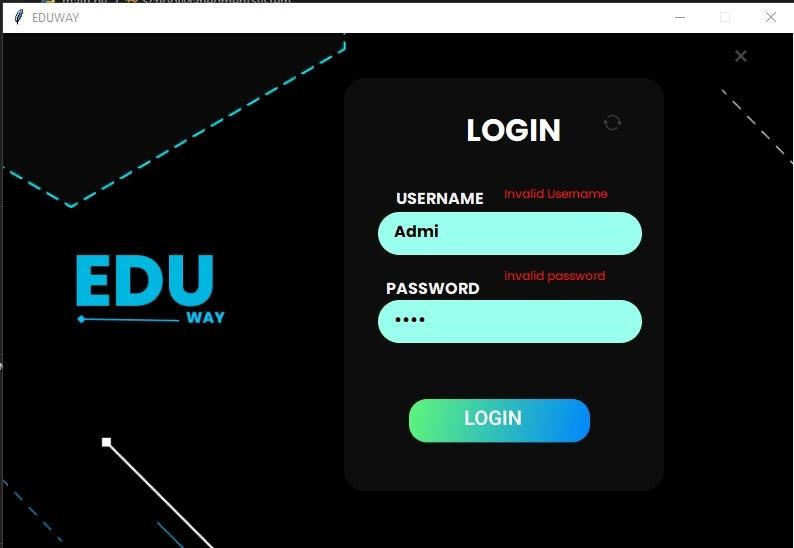 EDUWAY
LOGIN
USERNAME
Invalid Username
Admi
invalid password
PASSWORD
••••
LOGIN
EDU
WAY